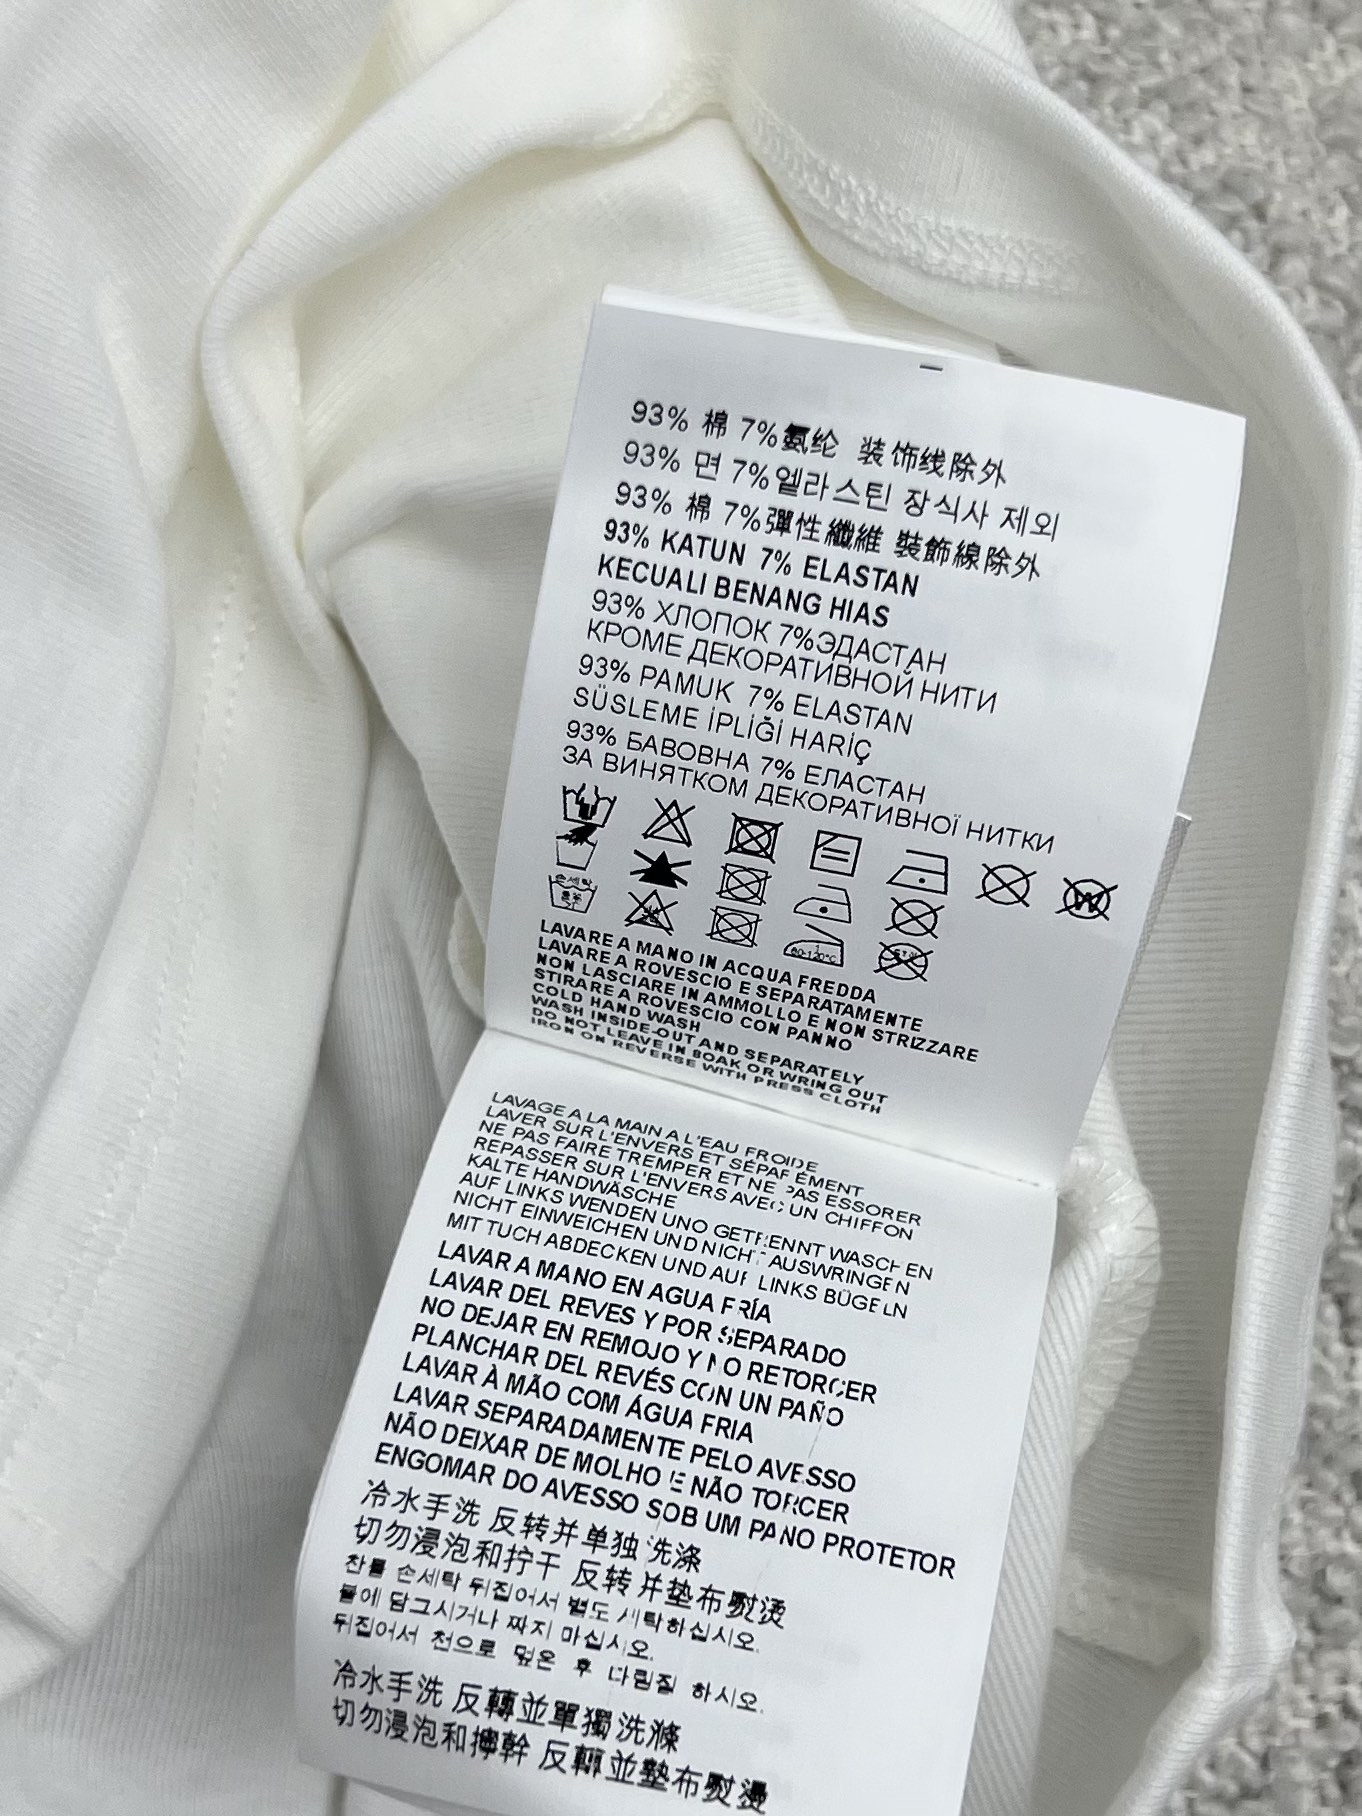 93% 棉 7%氨纶 装饰线除外
93% 면 7%엘라스틴 장식사 제외
93% 棉 7%彈性纖維 裝飾線除外
93% KATUN 7% ELASTAN
KECUALI BENANG HIAS
93% ХЛОПОК 7%ЭДАСТАН
КРОМЕ ДЕКОРАТИВНОЙ НИТИ
93% PAMUK 7% ELASTAN
SÜSLEME İPLİĞİ HARİÇ
93% БАВОВНА 7% ЕЛАСТАН
ЗА ВИНЯТКОМ ДЕКОРАТИВНОЇ НИТКИ
W
손세탁
80-120°C
LAVARE A MANO IN ACQUA FREDDA
LAVARE A ROVESCIO E SEPARATAMENTE
NON LASCIARE IN AMMOLLO E NON STRIZZARE
STIRARE A ROVESCIO CON PANNO
COLD HAND WASH
WASH INSIDE-OUT AND SEPARATELY
DO NOT LEAVE IN 8OAK OR WRING OUT
IRON ON REVERSE WITH PRESS CLOTH
LAVAGE A LA MAIN A L'EAU FROIDE
LAVER SUR L'ENVERS ET SÉPARÉMENT
NE PAS FAIRE TREMPER ET NE PAS ESSORER
REPASSER SUR L'ENVERS AVEC UN CHIFFON
KALTE HANDWÄSCHE
AUF LINKS WENDEN UNO GETRENNT WASCHEN
NICHT EINWEICHEN UND NICHT AUSWRINGEN
MIT TUCH ABDECKEN UND AUF LINKS BÜGELN
LAVAR A MANO EN AGUA FRÍA
LAVAR DEL REVES Y POR SEPARADO
NO DEJAR EN REMOJO Y NO RETORCER
PLANCHAR DEL REVÉS CON UN PAÑO
LAVAR À MÃO COM ÁGUA FRIA
LAVAR SEPARADAMENTE PELO AVESSO
NÃO DEIXAR DE MOLHO E NÃO TORCER
ENGOMAR DO AVESSO SOB UM PANO PROTETOR
冷水手洗 反转并单独洗涤
切勿浸泡和拧干 反转并垫布熨烫
찬물 손세탁 뒤집어서 별도 세탁하십시오.
물에 담그시거나 짜지 마십시오.
뒤집어서 천으로 덮은 후 다림질 하시오.
冷水手洗 反轉並單獨洗滌
切勿浸泡和擰幹 反轉並墊布熨燙